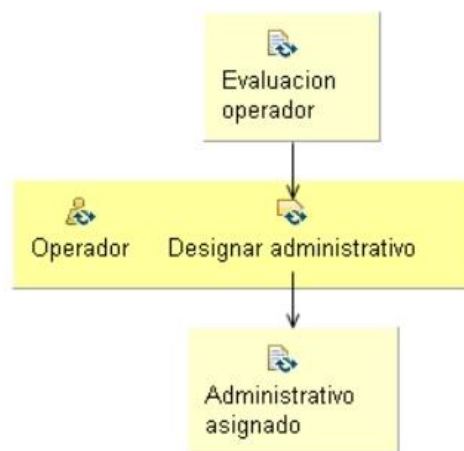 Evaluacion
operador
Operador Designar administrativo
Administrativo
asignado